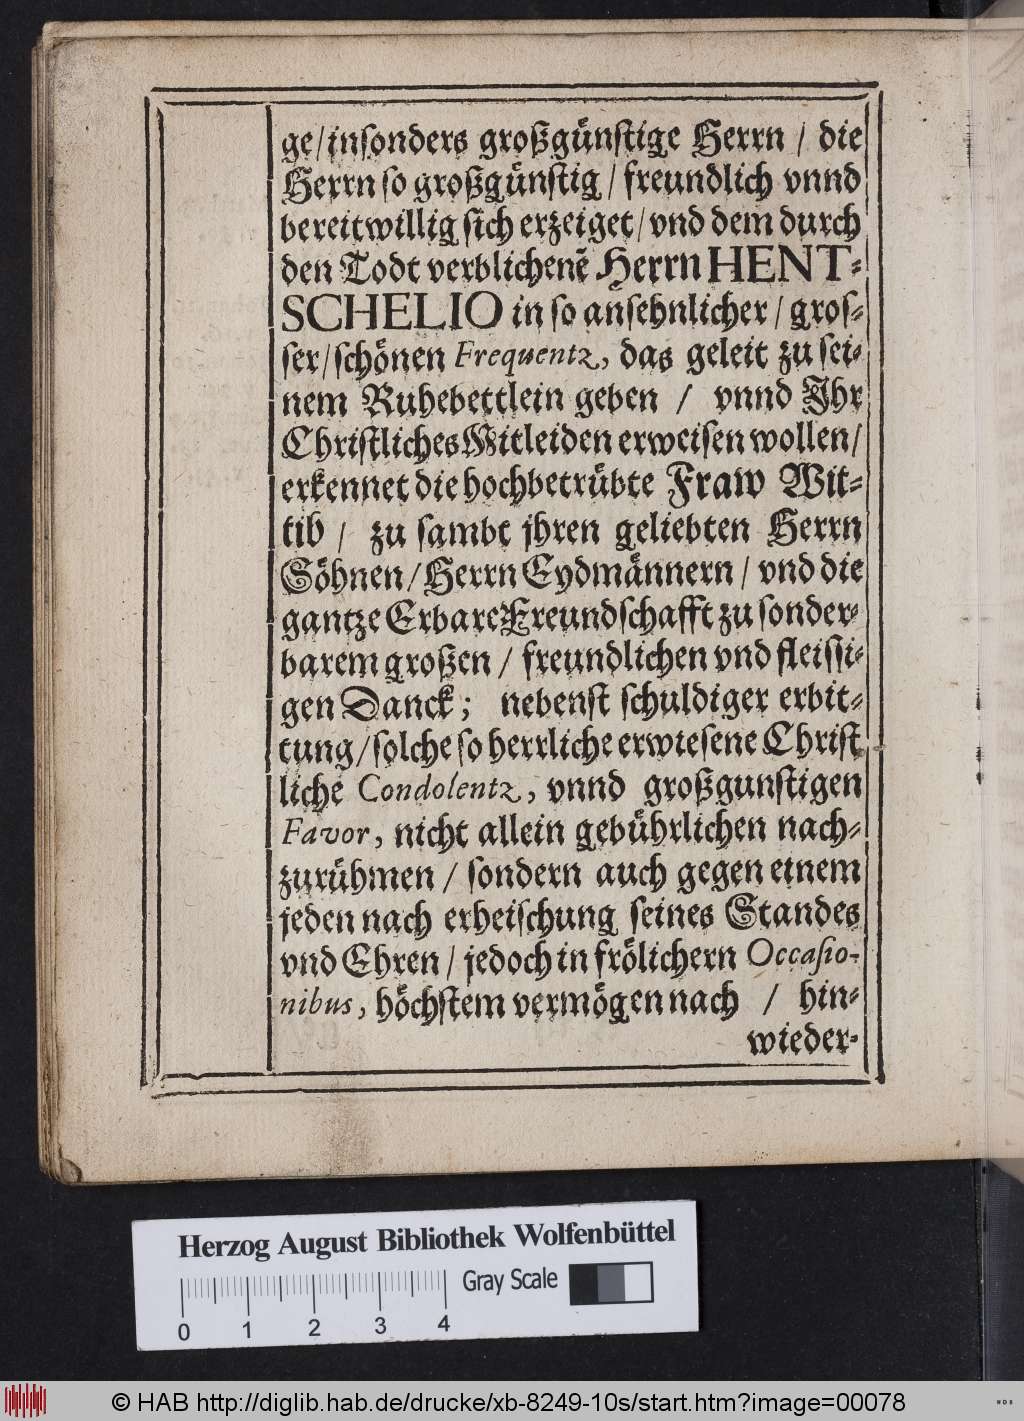 ge/ insonders großgünstige Herrn / die
Herrn so großgünstig / freundlich vnnd
bereitwillig sich erzeiget / vnd dem durch
den Todt verblichenē Herrn HENT-
SCHELIO in so ansehnlicher / gros-
ser / schönen Frequentz, das geleit zu sei-
nem Ruhebettlein geben / vnnd Ihr
Christliches Mitleiden erweisen wollen /
erkennet die hochbetrübte Fraw Wit-
tib / zu sambt jhren geliebten Herrn
Söhnen / Herrn Eydmännern / vnd die
gantze Erbare Freundschafft zu sonder-
barem großen / freundlichen vnd fleissi-
gen Danck; nebenst schuldiger erbit-
tung / solche so herrliche erwiesene Christ
liche Condolentz, vnnd großgunstigen
Favor, nicht allein gebührlichen nach-
zurühmen / sondern auch gegen einem
jeden nach erheischung seines Standes
vnd Ehren / jedoch in frölichern Occasio-
nibus, höchstem vermögen nach / hin-
wieder-
Herzog August Bibliothek Wolfenbüttel
Gray Scale
0 1 2 3 4
© HAB http://diglib.hab.de/drucke/xb-8249-10s/start.htm?image=00078